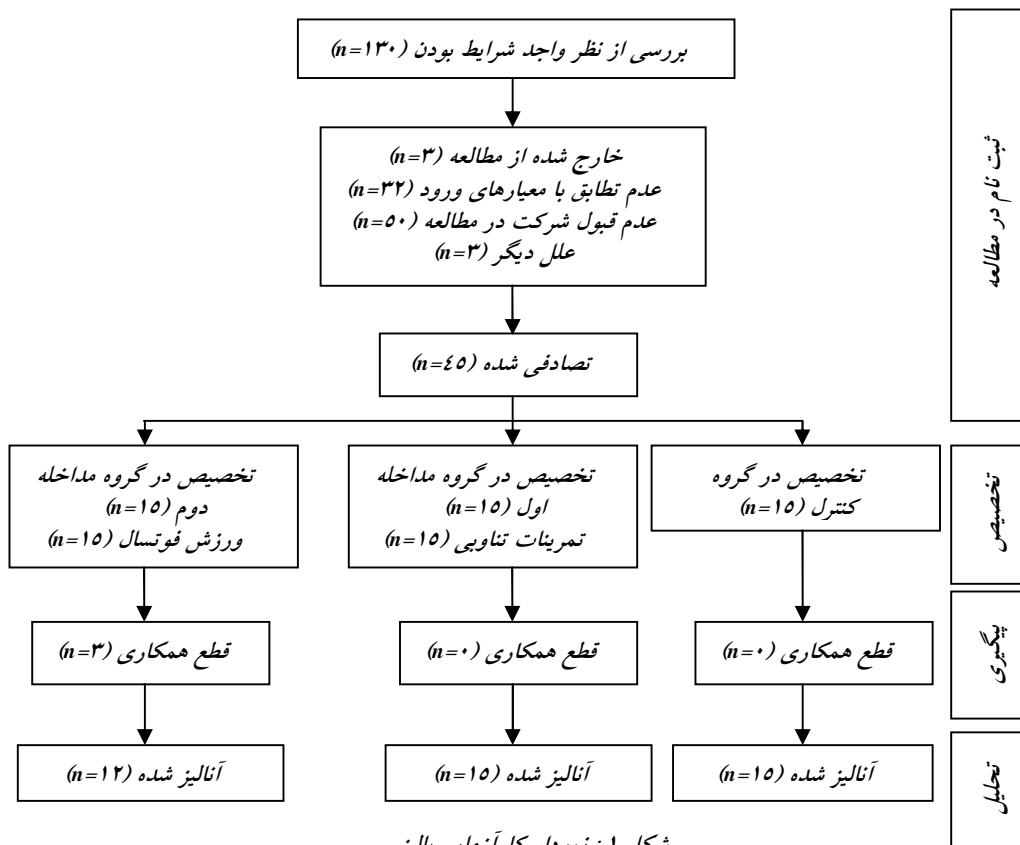 بررسی از نظر واجد شرایط بودن (n=۱۳۰)
خارج شده از مطالعه (n=۳)
عدم تطابق با معیارهای ورود (n=۳۲)
عدم قبول شرکت در مطالعه (n=۵۰)
علل دیگر (n=۳)
تصادفی شده (n=٤٥)
ثبت نام در مطالعه
تخصیص در گروه
کنترل (n=۱۵)
تخصیص در گروه مداخله
اول (n=۱۵)
تمرینات تناوبی (n=۱۵)
تخصیص در گروه مداخله
دوم (n=۱۵)
ورزش فوتسال (n=۱۵)
تخصیص
قطع همکاری (n=۰)
قطع همکاری (n=۰)
قطع همکاری (n=۳)
پیگیری
آنالیز شده (n=۱۵)
آنالیز شده (n=۱۵)
آنالیز شده (n=۱۲)
تحلیل